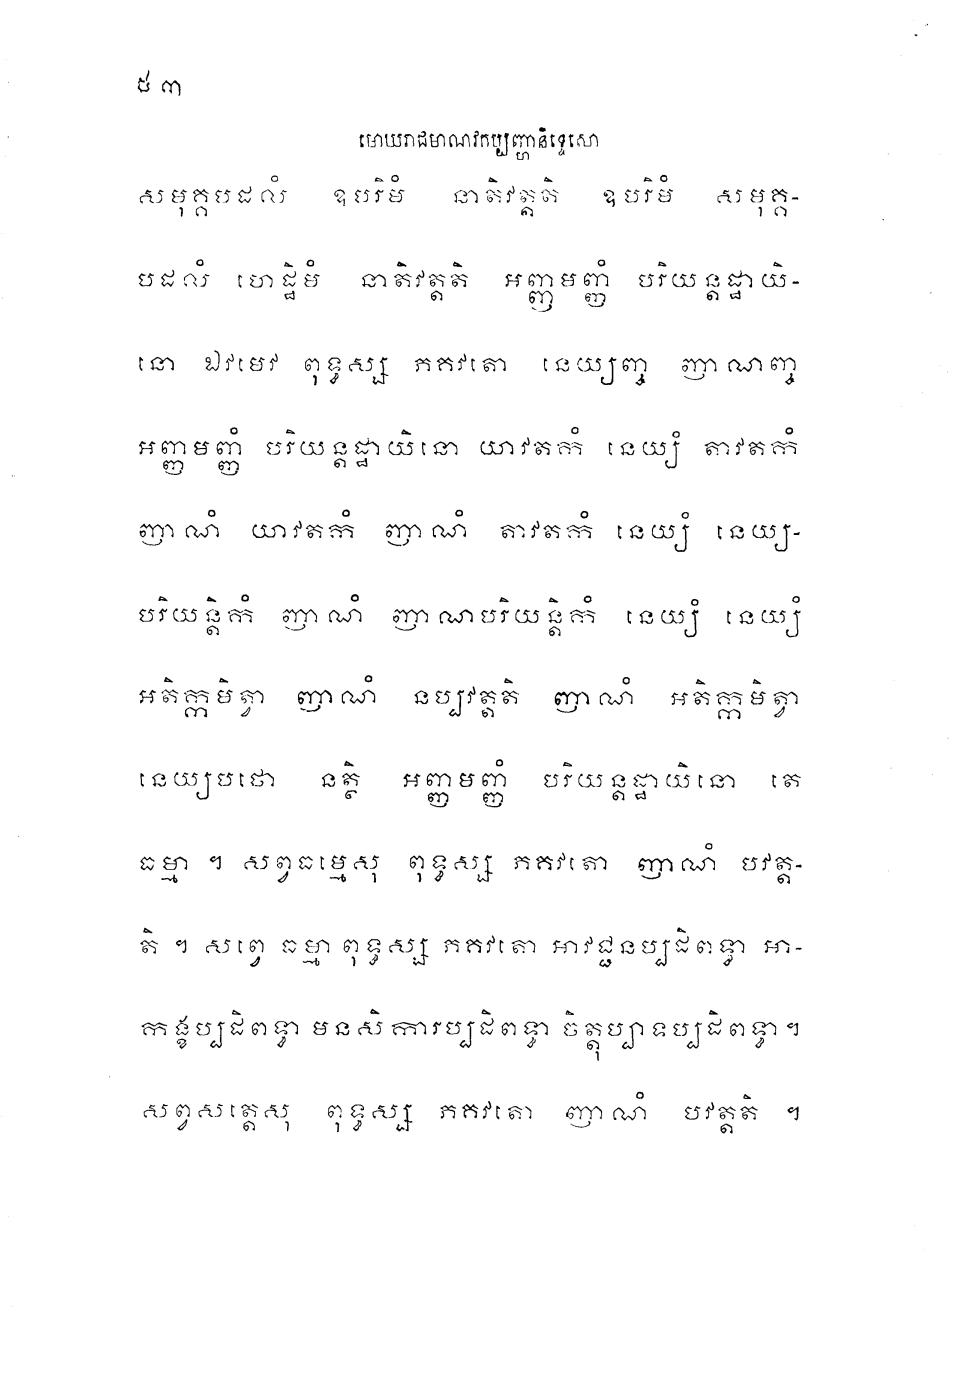 ៥ ៣
មោឃរាជមាណវកប្បញ្ហានិទ្ទេសោ
សមុគ្គបដលំ ឧបរិមំ នាតិវត្តតិ ឧបរិមំ សមុគ្គ-
បដលំ ហេដ្ឋិមំ នាតិវត្តតិ អញ្ញមញ្ញំ បរិយន្តដ្ឋាយិ-
នោ ឯវមេវ ពុទ្ធស្ស ភគវតោ នេយ្យញ្ច ញាណញ្ច
អញ្ញមញ្ញំ បរិយន្តដ្ឋាយិនោ យាវតកំ នេយ្យំ តាវតកំ
ញាណំ យាវតកំ ញាណំ តាវតកំ នេយ្យំ នេយ្យ-
បរិយន្តិកំ ញាណំ ញាណបរិយន្តិកំ នេយ្យំ នេយ្យំ
អតិក្កមិត្វា ញាណំ នប្បវត្តតិ ញាណំ អតិក្កមិត្វា
នេយ្យបថោ នត្ថិ អញ្ញមញ្ញំ បរិយន្តដ្ឋាយិនោ តេ
ធម្មា ។ សព្វធម្មេសុ ពុទ្ធស្ស ភគវតោ ញាណំ បវត្ត-
តិ ។ សព្វេ ធម្មា ពុទ្ធស្ស ភគវតោ អាវជ្ជនប្បដិពទ្ធា អា-
កង្ខប្បដិពទ្ធា មនសិការប្បដិពទ្ធា ចិត្តុប្បាទប្បដិពទ្ធា ។
សព្វសត្តេសុ ពុទ្ធស្ស ភគវតោ ញាណំ បវត្តតិ ។